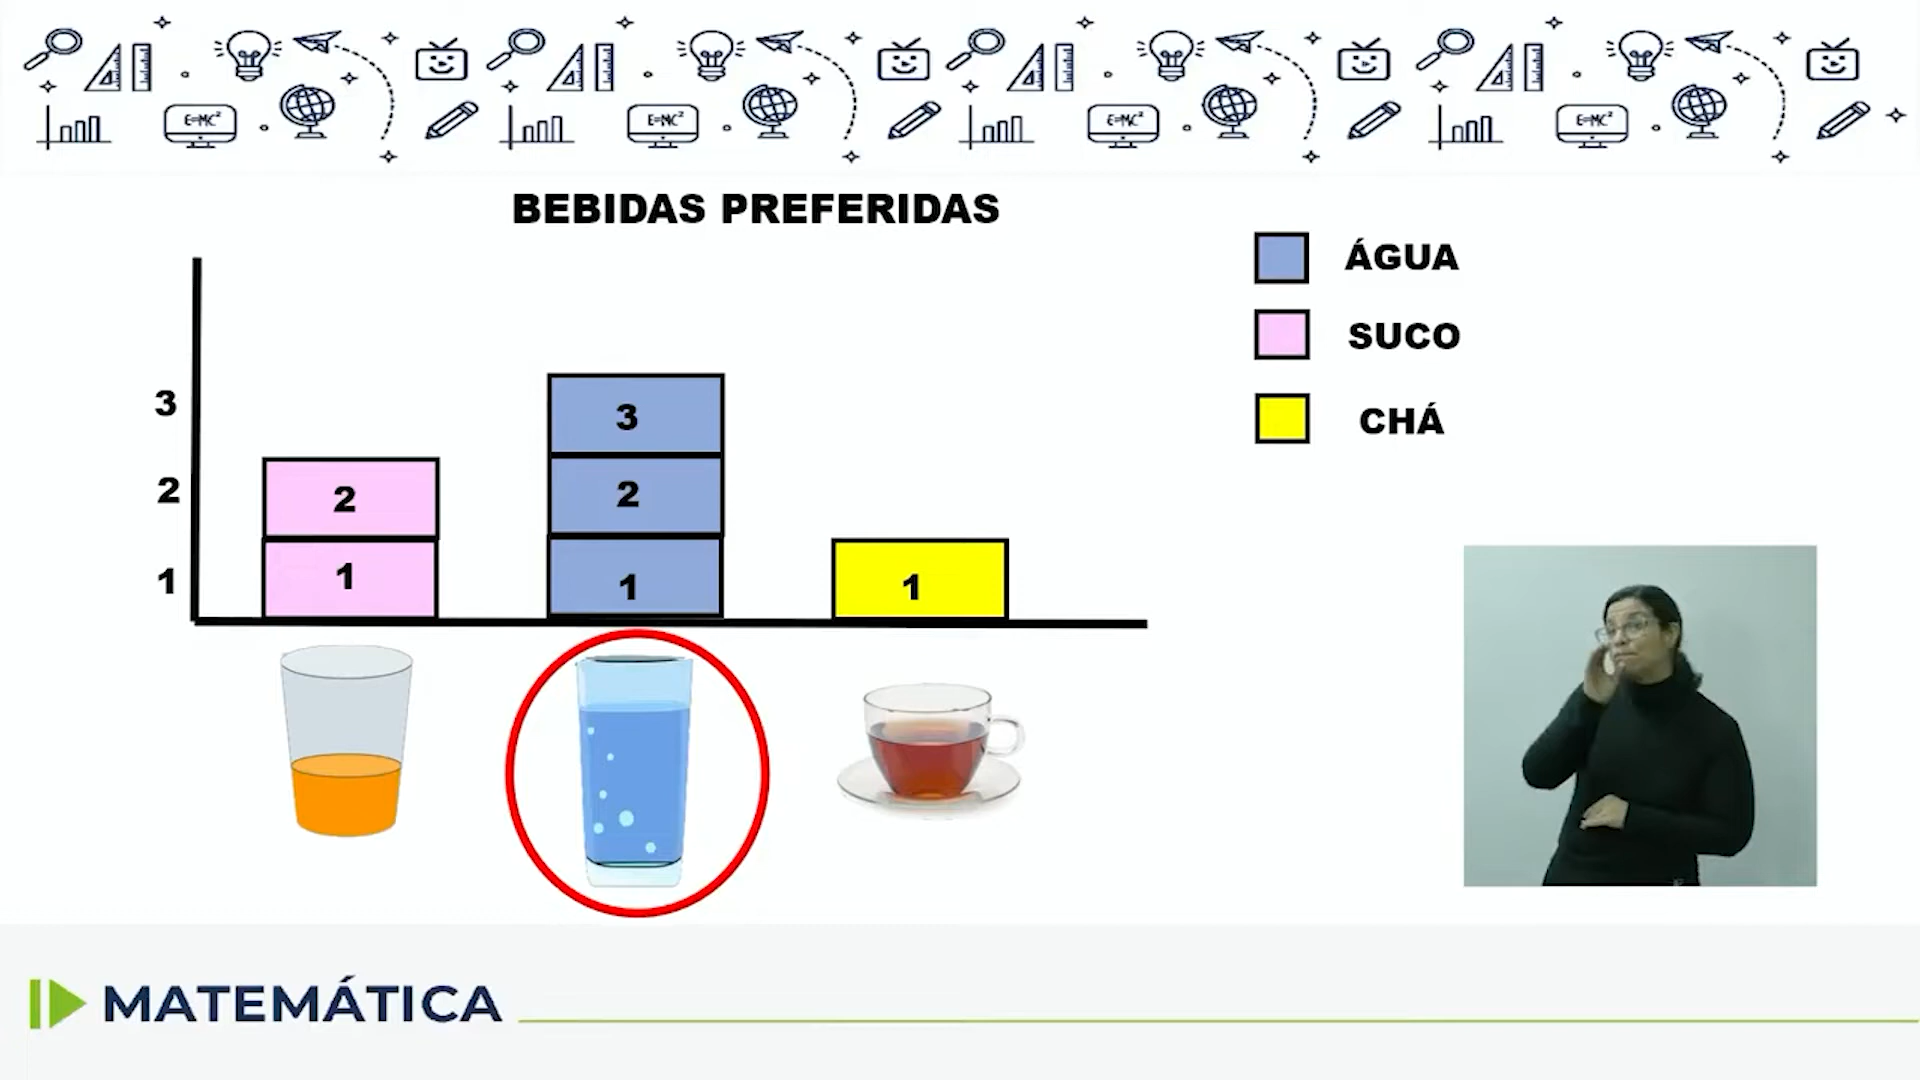 E=MC² E=MC² E=MC² E=MC²
BEBIDAS PREFERIDAS
ÁGUA
SUCO
CHÁ
3
2
1
3
2 2
1 1 1
MATEMÁTICA